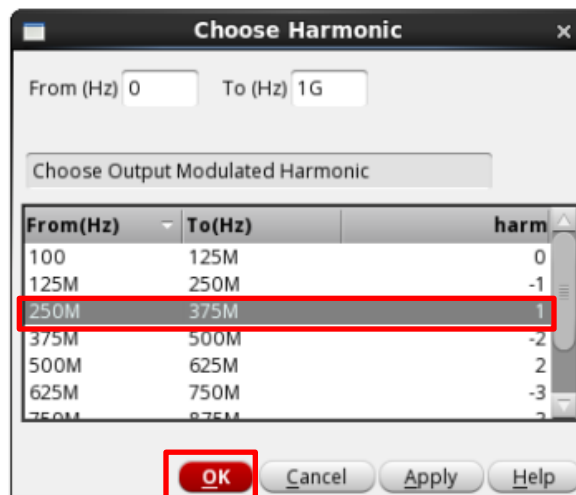 Choose Harmonic
From (Hz) 0 To (Hz) 1G
Choose Output Modulated Harmonic
From(Hz) To(Hz) harm
100 125M 0
125M 250M -1
250M 375M 1
375M 500M -2
500M 625M 2
625M 750M -3
750M 875M
OK Cancel Apply Help